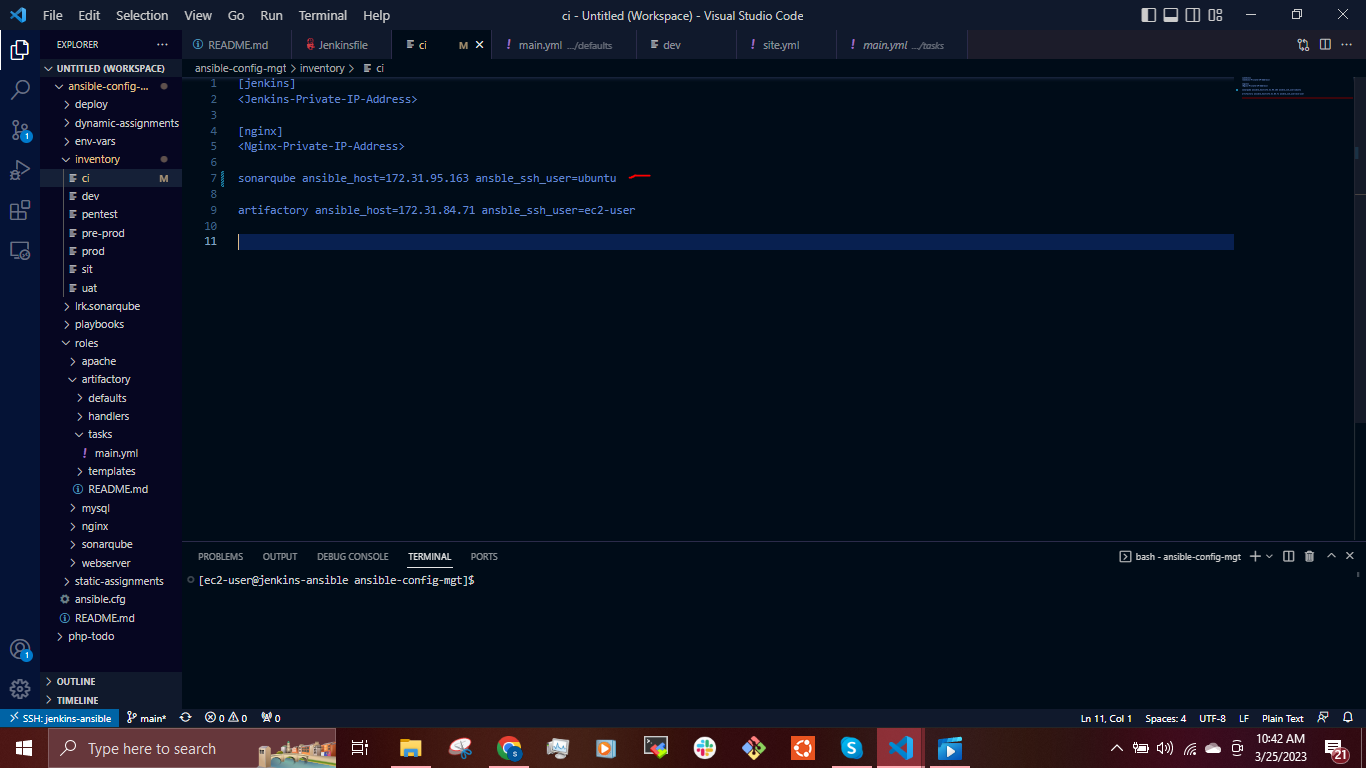 File Edit Selection View Go Run Terminal Help
ci - Untitled (Workspace) - Visual Studio Code
EXPLORER
README.md
Jenkinsfile
ci M
main.yml .../defaults
dev
site.yml
main.yml .../tasks
UNTITLED (WORKSPACE)
ansible-config-...
deploy
dynamic-assignments
env-vars
inventory
ci M
dev
pentest
pre-prod
prod
sit
uat
lrk.sonarqube
playbooks
roles
apache
artifactory
defaults
handlers
tasks
main.yml
templates
README.md
mysql
nginx
sonarqube
webserver
static-assignments
ansible.cfg
README.md
php-todo
OUTLINE
TIMELINE
1
1
ansible-config-mgt > inventory > ci
1 [jenkins]
2 <Jenkins-Private-IP-Address>
3
4 [nginx]
5 <Nginx-Private-IP-Address>
6
7 sonarqube ansible_host=172.31.95.163 ansble_ssh_user=ubuntu
8
9 artifactory ansible_host=172.31.84.71 ansble_ssh_user=ec2-user
10
11
PROBLEMS OUTPUT DEBUG CONSOLE TERMINAL PORTS
bash - ansible-config-mgt
[ec2-user@jenkins-ansible ansible-config-mgt]$
SSH: jenkins-ansible main* 0 0 0
Ln 11, Col 1 Spaces: 4 UTF-8 LF Plain Text
Type here to search
10:42 AM
3/25/2023
21